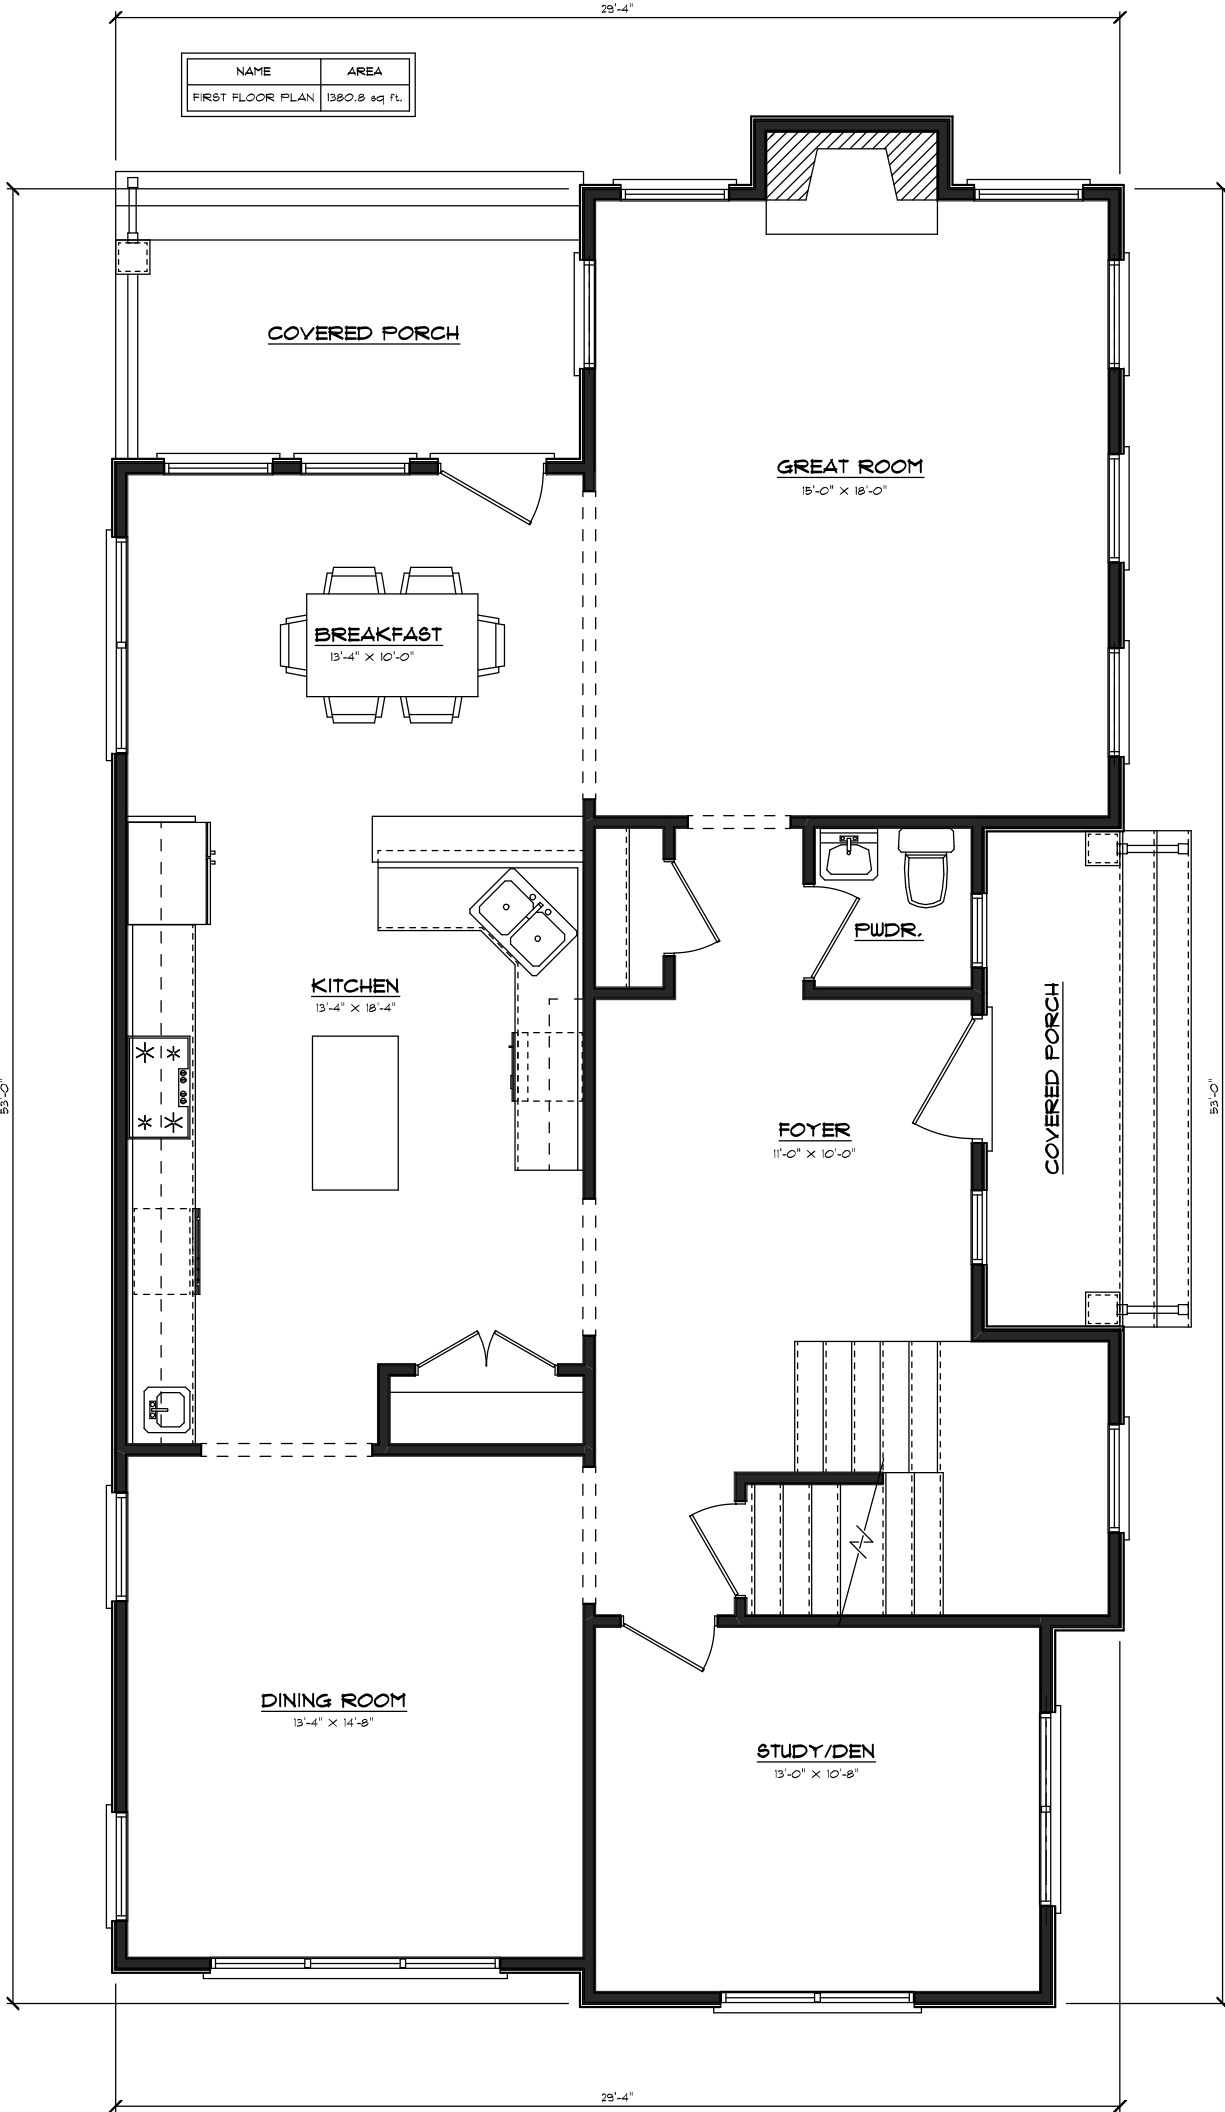 29'-4"
NAME AREA
FIRST FLOOR PLAN 1380.8 sq ft.
COVERED PORCH
GREAT ROOM
15'-0" X 18'-0"
BREAKFAST
13'-4" X 10'-0"
PWDR.
KITCHEN
13'-4" X 18'-4"
COVERED PORCH
53'-0"
53'-0"
FOYER
11'-0" X 10'-0"
DINING ROOM
13'-4" X 14'-8"
STUDY/DEN
13'-0" X 10'-8"
29'-4"